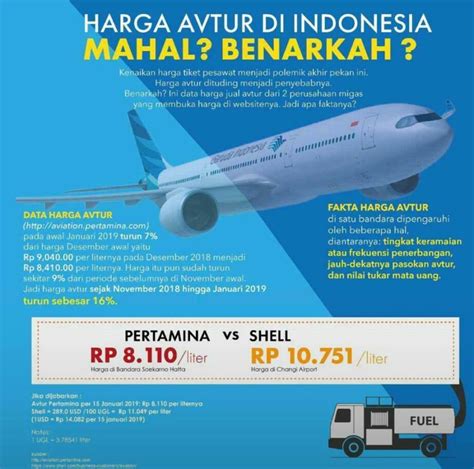 HARGA AVTUR DI INDONESIA
MAHAL? BENARKAH ?
Kenaikan harga tiket pesawat menjadi polemik akhir pekan ini.
Harga avtur dituding menjadi penyebabnya.
Benarkah? Ini data harga jual avtur dari 2 perusahaan migas
yang membuka harga di websitenya. Jadi apa faktanya?
Garuda Indonesia
DATA HARGA AVTUR
(http://aviation.pertamina.com)
pada awal Januari 2019 turun 7%
dari harga Desember awal yaitu
Rp 9,040.00 per liternya pada Desember 2018 menjadi
Rp 8,410.00 per liternya. Harga itu pun sudah turun
sekitar 9% dari periode sebelumnya di November awal.
Jadi harga avtur sejak November 2018 hingga Januari 2019
turun sebesar 16%.
FAKTA HARGA AVTUR
di satu bandara dipengaruhi
oleh beberapa hal,
diantaranya: tingkat keramaian
atau frekuensi penerbangan,
jauh-dekatnya pasokan avtur,
dan nilai tukar mata uang.
PERTAMINA vs SHELL
RP 8.110/liter RP 10.751/liter
Harga di Bandara Soekarno Hatta Harga di Changi Airport
Jika dijabarkan :
Avtur Pertamina per 15 Januari 2019: Rp 8.110 per liternya
Shell = 289.0 USD (100 UGL = Rp 11.049 per liter
(1USD = Rp 14.082 per 15 januari 2019)
Notes :
1 UGL = 3.78541 liter
sumber :
FUEL